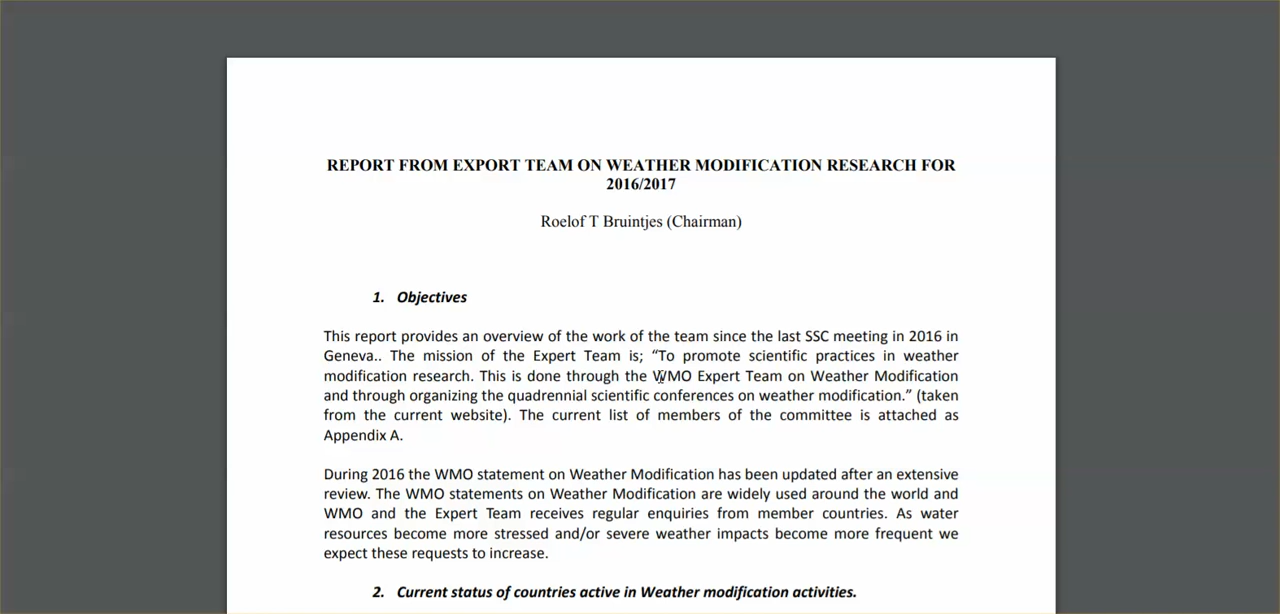 REPORT FROM EXPORT TEAM ON WEATHER MODIFICATION RESEARCH FOR
2016/2017
Roelof T Bruintjes (Chairman)
1. Objectives
This report provides an overview of the work of the team since the last SSC meeting in 2016 in
Geneva.. The mission of the Expert Team is; “To promote scientific practices in weather
modification research. This is done through the WMO Expert Team on Weather Modification
and through organizing the quadrennial scientific conferences on weather modification.” (taken
from the current website). The current list of members of the committee is attached as
Appendix A.
During 2016 the WMO statement on Weather Modification has been updated after an extensive
review. The WMO statements on Weather Modification are widely used around the world and
WMO and the Expert Team receives regular enquiries from member countries. As water
resources become more stressed and/or severe weather impacts become more frequent we
expect these requests to increase.
2. Current status of countries active in Weather modification activities.